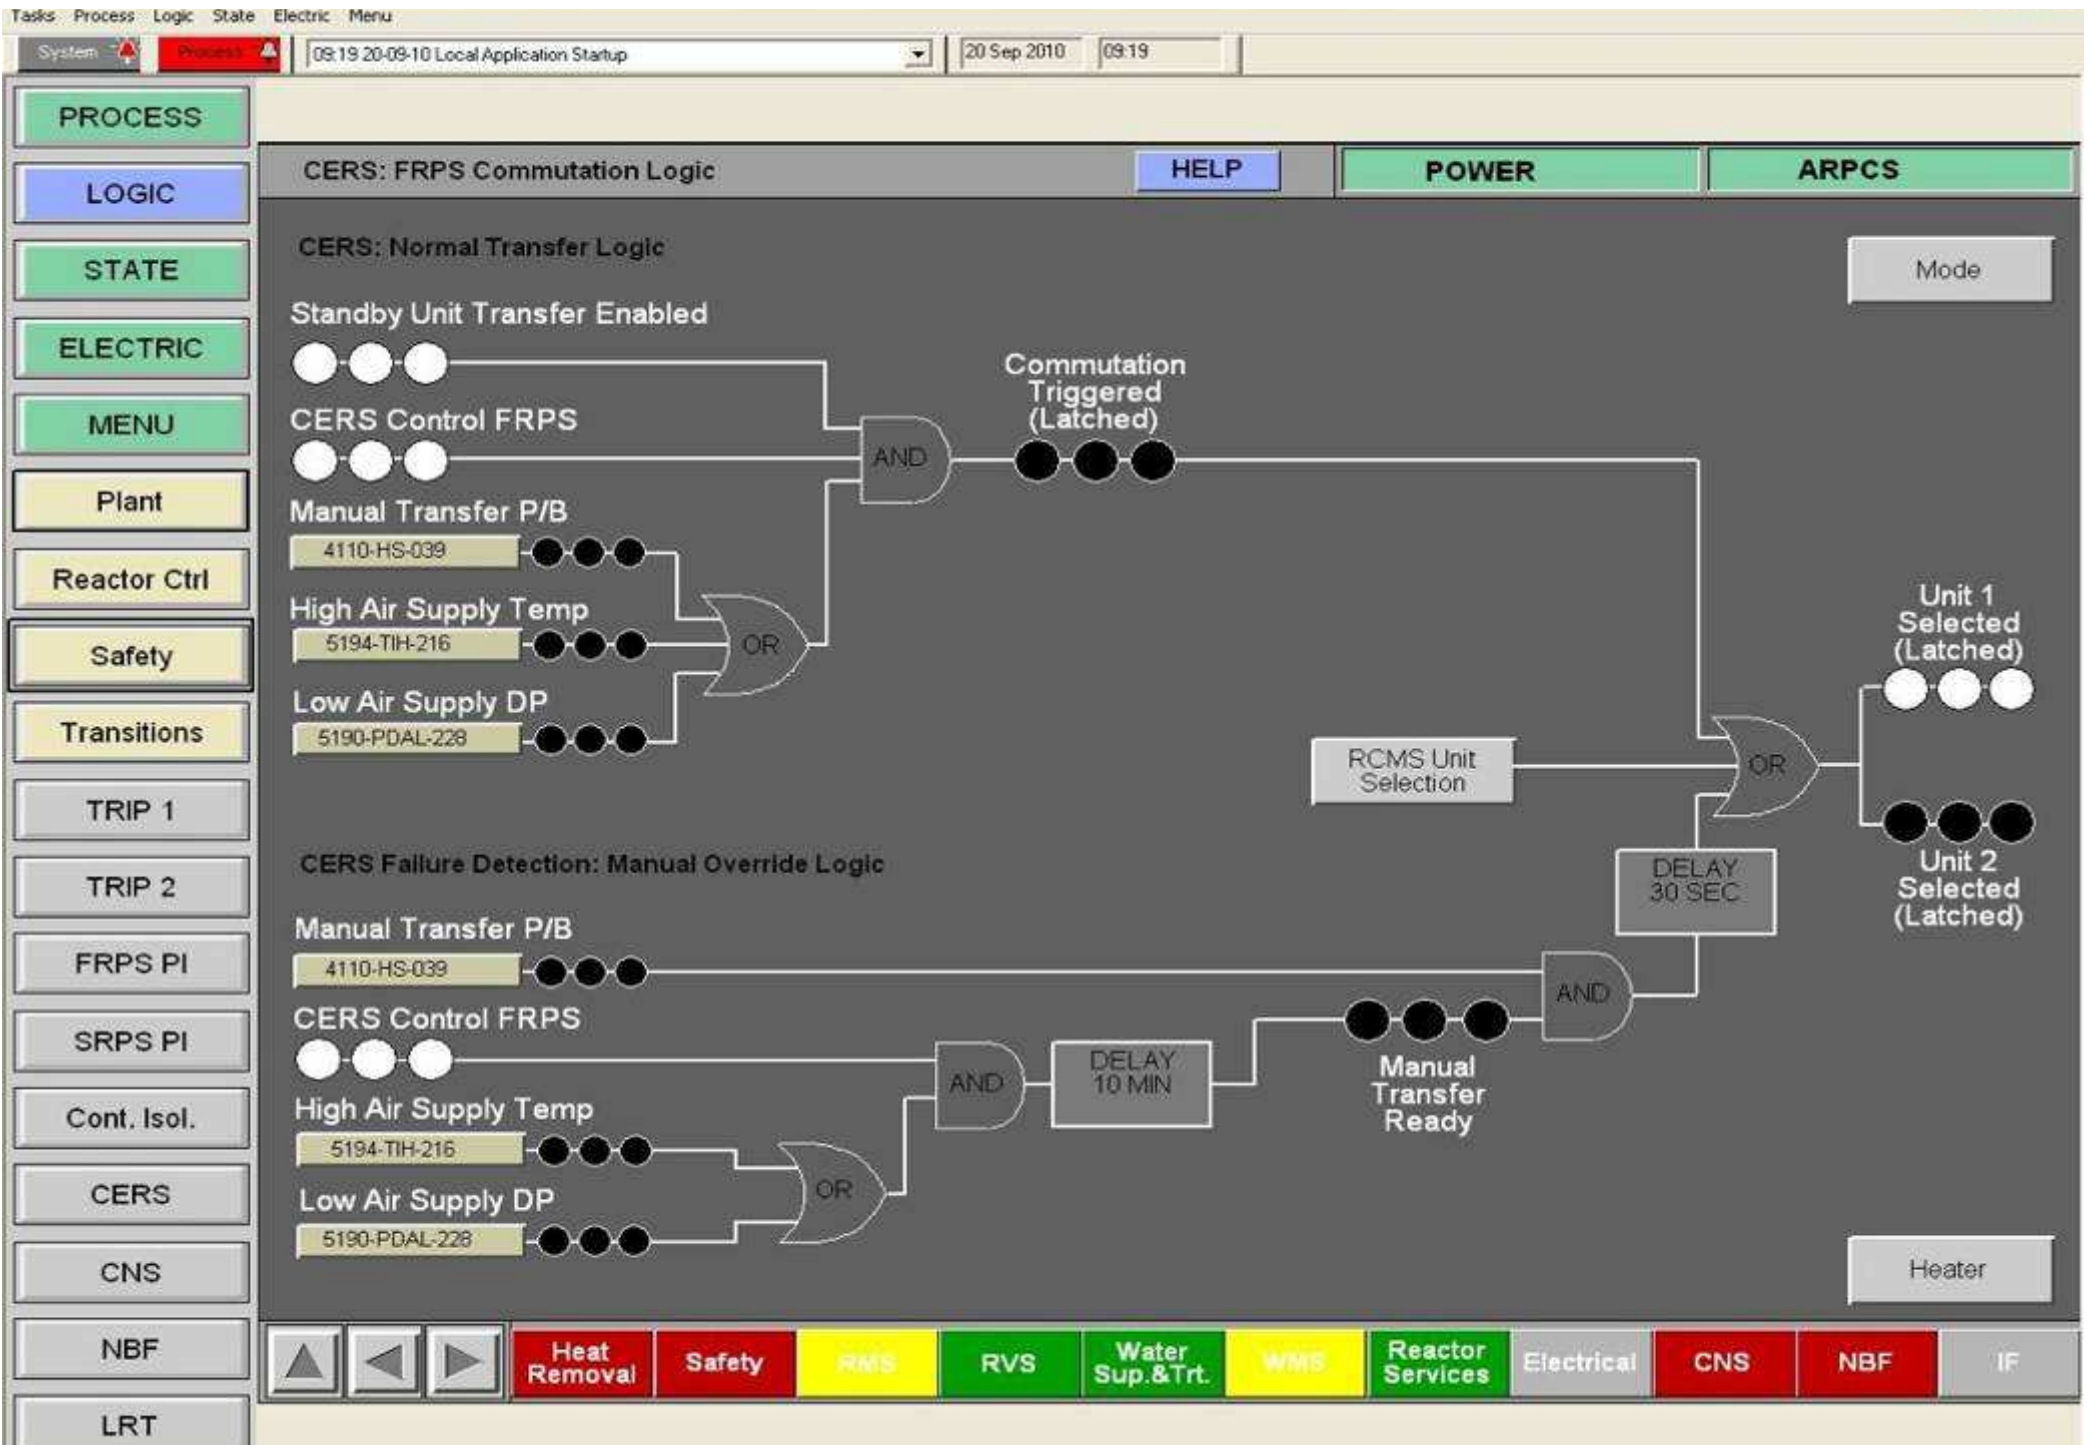 Tasks Process Logic State Electric Menu
System Process 09:19 20-09-10 Local Application Startup 20 Sep 2010 09:19
PROCESS
LOGIC
STATE
ELECTRIC
MENU
Plant
Reactor Ctrl
Safety
Transitions
TRIP 1
TRIP 2
FRPS PI
SRPS PI
Cont. Isol.
CERS
CNS
NBF
LRT
CERS: FRPS Commutation Logic HELP POWER ARPCS
CERS: Normal Transfer Logic
Mode
Standby Unit Transfer Enabled
CERS Control FRPS
Manual Transfer P/B
4110-HS-039
High Air Supply Temp
5194-TIH-216
Low Air Supply DP
5190-PDAL-228
OR
AND
Commutation
Triggered
(Latched)
RCMS Unit
Selection
OR
Unit 1
Selected
(Latched)
Unit 2
Selected
(Latched)
CERS Failure Detection: Manual Override Logic
Manual Transfer P/B
4110-HS-039
CERS Control FRPS
High Air Supply Temp
5194-TIH-216
Low Air Supply DP
5190-PDAL-228
OR
AND
DELAY
10 MIN
Manual
Transfer
Ready
AND
DELAY
30 SEC
Heater
Heat
Removal
Safety
RMS
RVS
Water
Sup.&Trt.
WMS
Reactor
Services
Electrical
CNS
NBF
IF